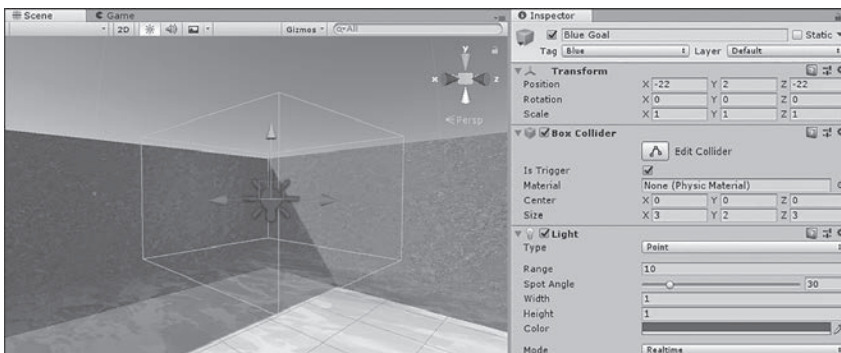 Scene
Game
2D
Gizmos
All
y
x
z
Persp
Inspector
Blue Goal
Static
Tag Blue
Layer Default
Transform
Position X -22 Y 2 Z -22
Rotation X 0 Y 0 Z 0
Scale X 1 Y 1 Z 1
Box Collider
Edit Collider
Is Trigger
Material None (Physic Material)
Center X 0 Y 0 Z 0
Size X 3 Y 2 Z 3
Light
Type Point
Range 10
Spot Angle 30
Width 1
Height 1
Color
Mode Realtime